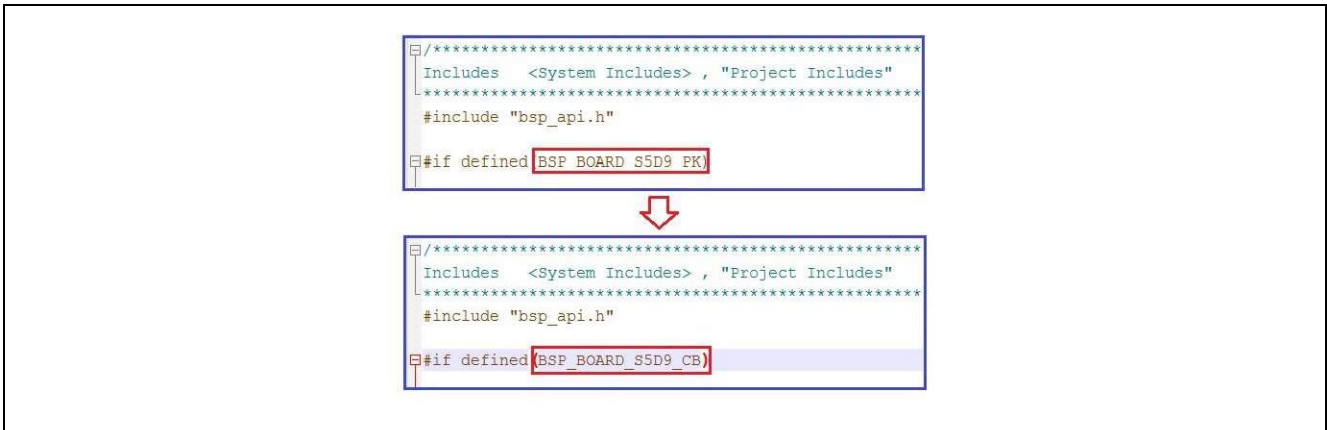 /***************************************************
Includes   <System Includes> , "Project Includes"
****************************************************
#include "bsp_api.h"
#if defined(BSP_BOARD_S5D9_PK)
/***************************************************
Includes   <System Includes> , "Project Includes"
****************************************************
#include "bsp_api.h"
#if defined(BSP_BOARD_S5D9_CB)